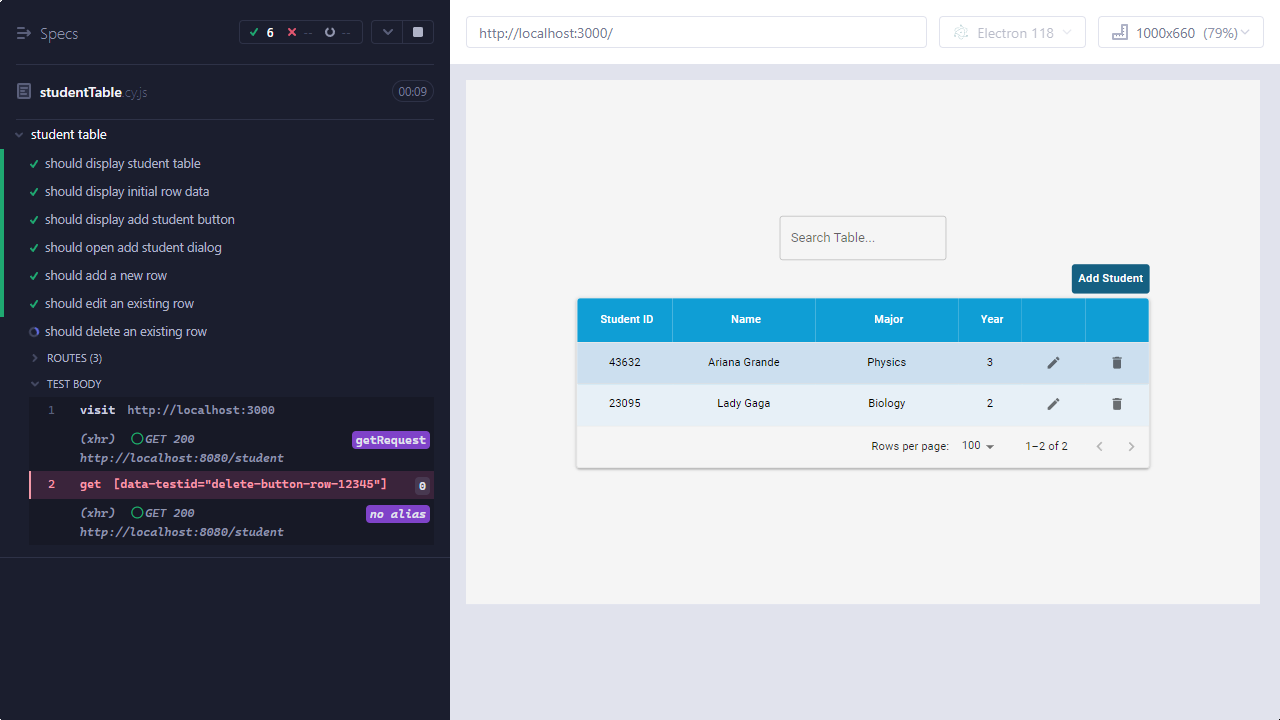 Specs
6 -- --
studentTable.cy.js
00:09
student table
should display student table
should display initial row data
should display add student button
should open add student dialog
should add a new row
should edit an existing row
should delete an existing row
ROUTES (3)
TEST BODY
1 visit http://localhost:3000
(xhr) GET 200 getRequest
http://localhost:8080/student
2 get [data-testid="delete-button-row-12345"] 0
(xhr) GET 200 no alias
http://localhost:8080/student
http://localhost:3000/
Electron 118
1000x660 (79%)
Search Table...
Add Student
Student ID Name Major Year
43632 Ariana Grande Physics 3
23095 Lady Gaga Biology 2
Rows per page: 100 1–2 of 2